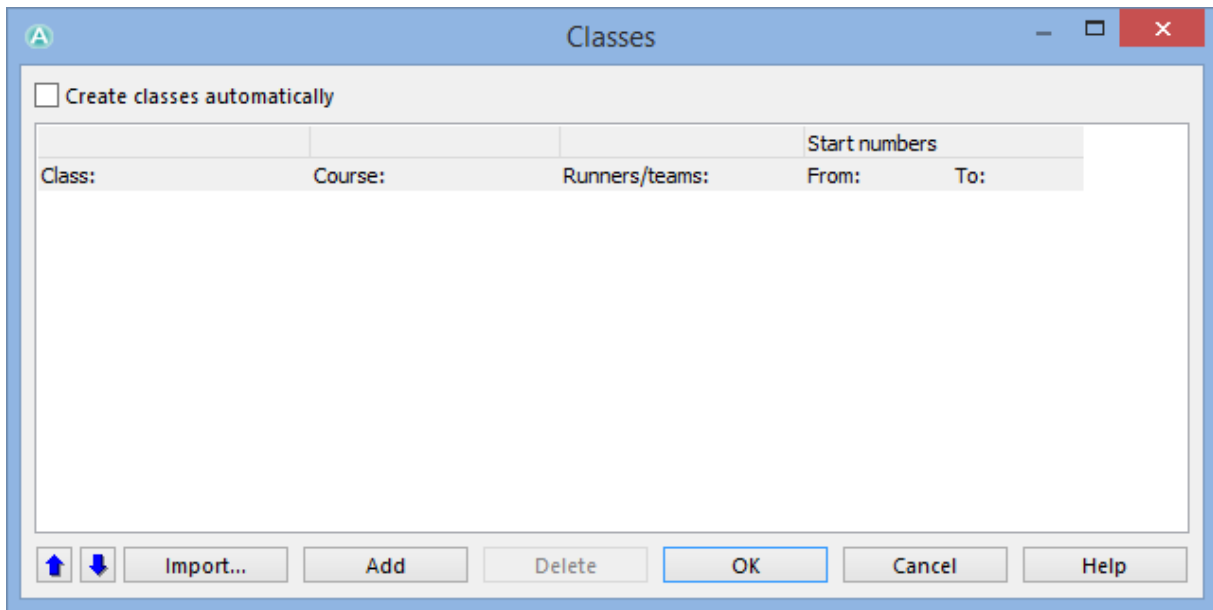 Classes
Create classes automatically
Start numbers
Class: Course: Runners/teams: From: To:
Import... Add Delete OK Cancel Help